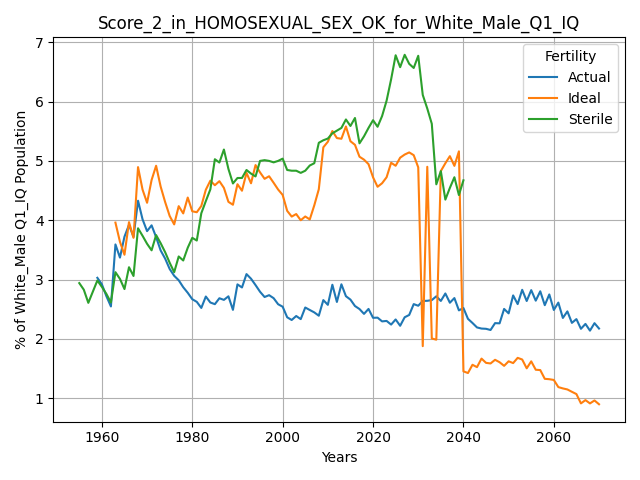 Score_2_in_HOMOSEXUAL_SEX_OK_for_White_Male_Q1_IQ
% of White_Male Q1_IQ Population
7
6
5
4
3
2
1
Fertility
Actual
Ideal
Sterile
1960 1980 2000 2020 2040 2060
Years